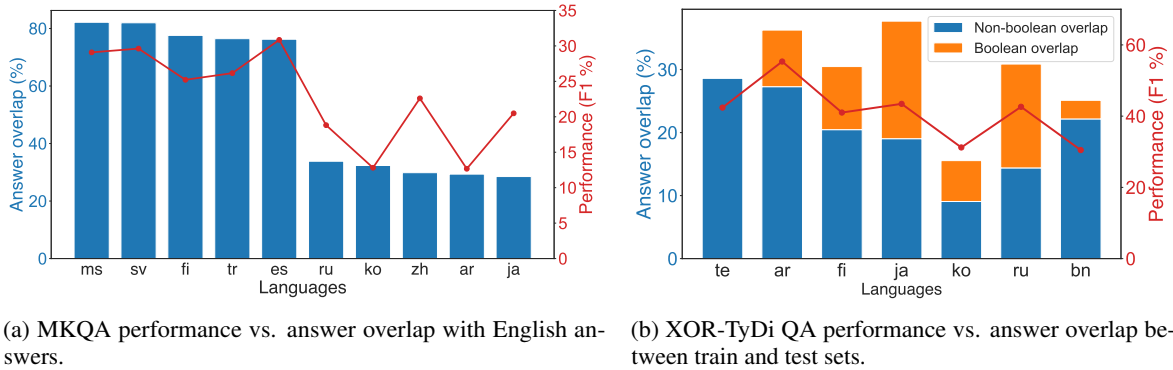 80
60
40
20
0
Answer overlap (%)
35
30
25
20
15
10
5
0
Performance (F1 %)
ms sv fi tr es ru ko zh ar ja
Languages
(a) MKQA performance vs. answer overlap with English an-
swers.
Non-boolean overlap
Boolean overlap
30
20
10
0
Answer overlap (%)
60
40
20
0
Performance (F1 %)
te ar fi ja ko ru bn
Languages
(b) XOR-TyDi QA performance vs. answer overlap be-
tween train and test sets.